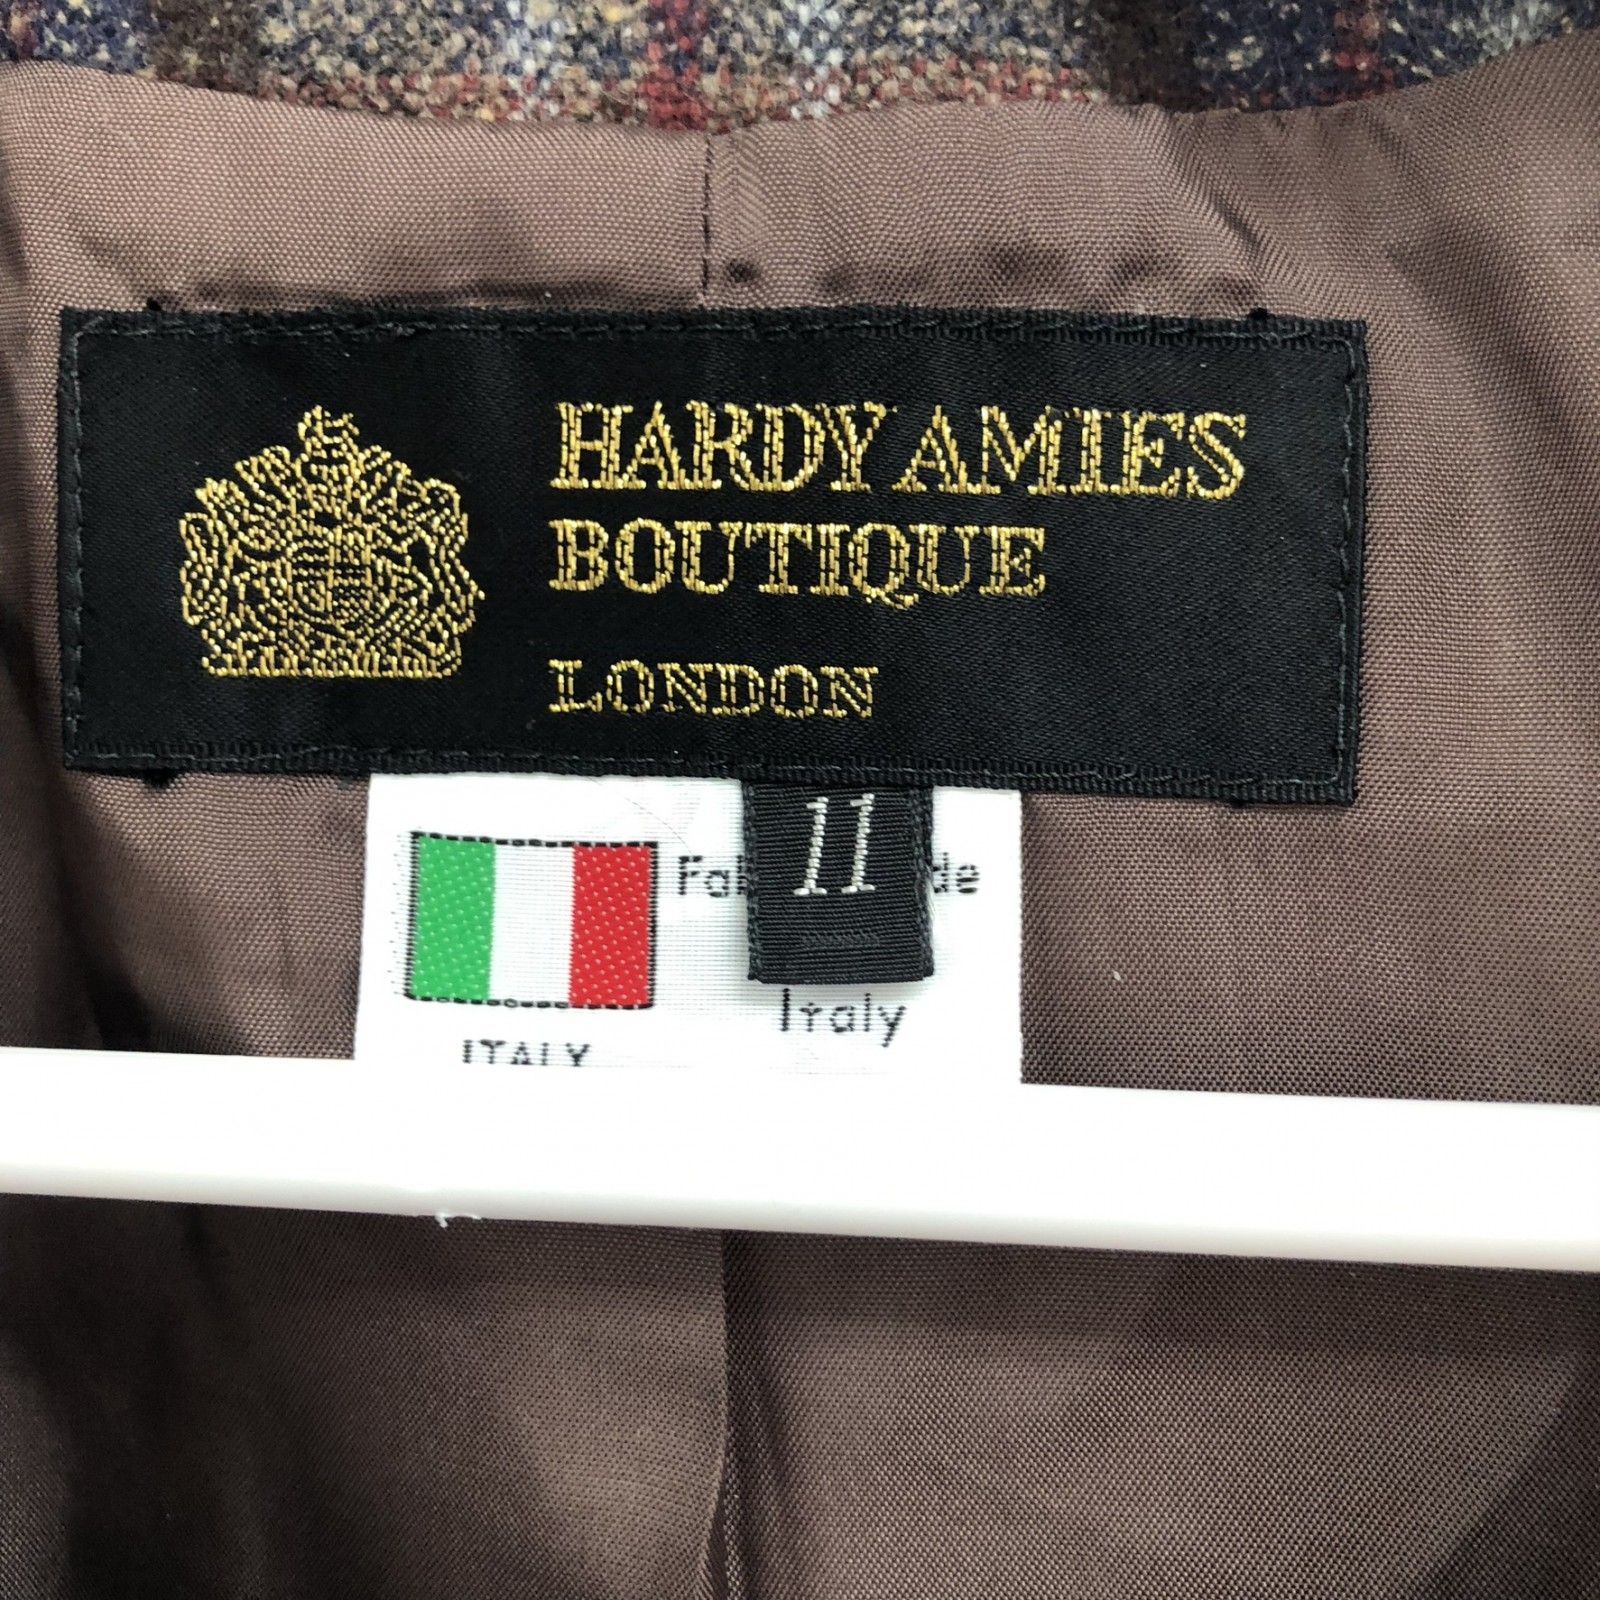 HARDY AMIES
BOUTIQUE
LONDON
11
Italy
ITALY